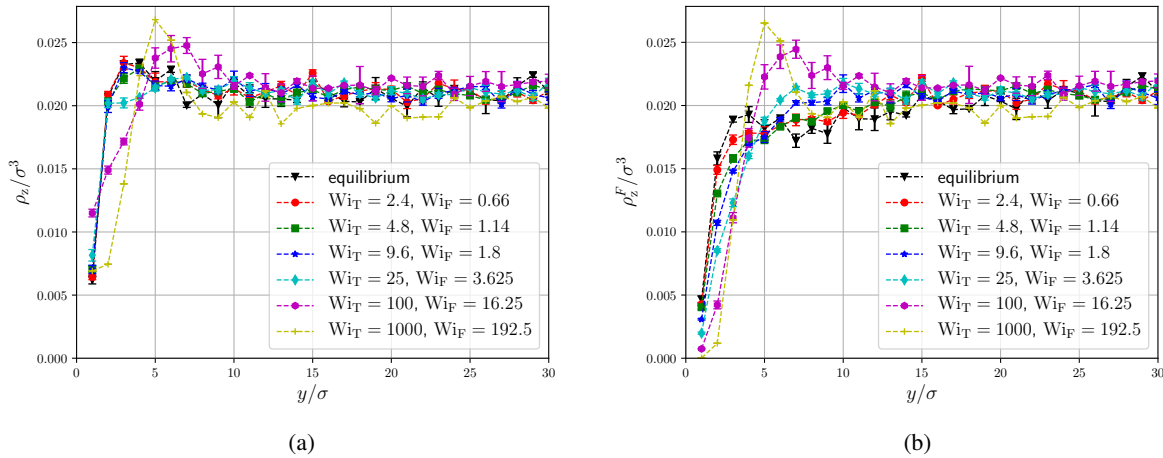 0.025
0.020
0.015
0.010
0.005
0.000
ρz/σ³
equilibrium
WiT = 2.4, WiF = 0.66
WiT = 4.8, WiF = 1.14
WiT = 9.6, WiF = 1.8
WiT = 25, WiF = 3.625
WiT = 100, WiF = 16.25
WiT = 1000, WiF = 192.5
0 5 10 15 20 25 30
y/σ
(a)
0.025
0.020
0.015
0.010
0.005
0.000
ρzF/σ³
equilibrium
WiT = 2.4, WiF = 0.66
WiT = 4.8, WiF = 1.14
WiT = 9.6, WiF = 1.8
WiT = 25, WiF = 3.625
WiT = 100, WiF = 16.25
WiT = 1000, WiF = 192.5
0 5 10 15 20 25 30
y/σ
(b)